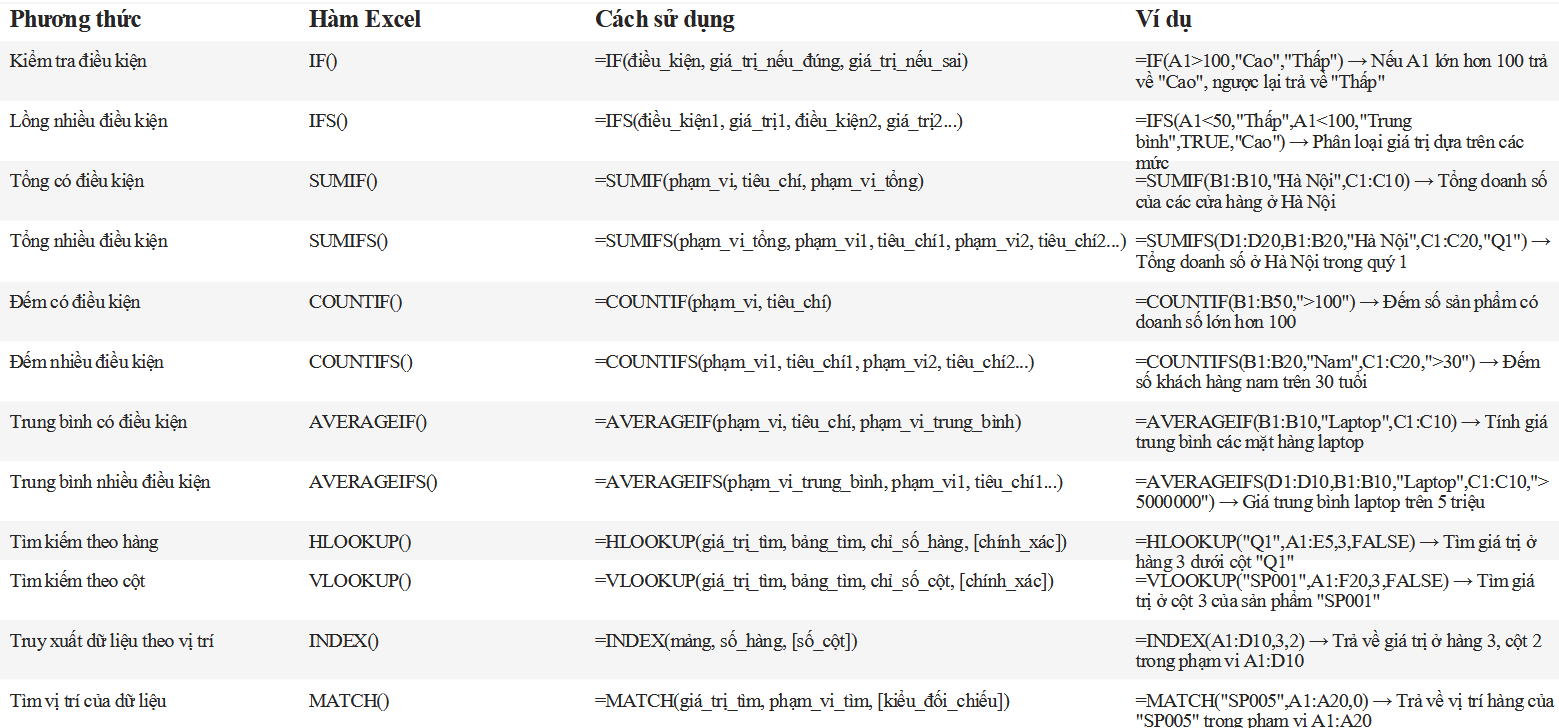 Phương thức Hàm Excel Cách sử dụng Ví dụ
Kiểm tra điều kiện IF() =IF(điều_kiện, giá_trị_nếu_đúng, giá_trị_nếu_sai) =IF(A1>100,"Cao","Thấp") → Nếu A1 lớn hơn 100 trả
về "Cao", ngược lại trả về "Thấp"
Lồng nhiều điều kiện IFS() =IFS(điều_kiện1, giá_trị1, điều_kiện2, giá_trị2...) =IFS(A1<50,"Thấp",A1<100,"Trung
bình",TRUE,"Cao") → Phân loại giá trị dựa trên các
mức
Tổng có điều kiện SUMIF() =SUMIF(phạm_vi, tiêu_chí, phạm_vi_tổng) =SUMIF(B1:B10,"Hà Nội",C1:C10) → Tổng doanh số
của các cửa hàng ở Hà Nội
Tổng nhiều điều kiện SUMIFS() =SUMIFS(phạm_vi_tổng, phạm_vi1, tiêu_chí1, phạm_vi2, tiêu_chí2...) =SUMIFS(D1:D20,B1:B20,"Hà Nội",C1:C20,"Q1") →
Tổng doanh số ở Hà Nội trong quý 1
Đếm có điều kiện COUNTIF() =COUNTIF(phạm_vi, tiêu_chí) =COUNTIF(B1:B50,">100") → Đếm số sản phẩm có
doanh số lớn hơn 100
Đếm nhiều điều kiện COUNTIFS() =COUNTIFS(phạm_vi1, tiêu_chí1, phạm_vi2, tiêu_chí2...) =COUNTIFS(B1:B20,"Nam",C1:C20,">30") → Đếm
số khách hàng nam trên 30 tuổi
Trung bình có điều kiện AVERAGEIF() =AVERAGEIF(phạm_vi, tiêu_chí, phạm_vi_trung_bình) =AVERAGEIF(B1:B10,"Laptop",C1:C10) → Tính giá
trung bình các mặt hàng laptop
Trung bình nhiều điều kiện AVERAGEIFS() =AVERAGEIFS(phạm_vi_trung_bình, phạm_vi1, tiêu_chí1...) =AVERAGEIFS(D1:D10,B1:B10,"Laptop",C1:C10,">
5000000") → Giá trung bình laptop trên 5 triệu
Tìm kiếm theo hàng HLOOKUP() =HLOOKUP(giá_trị_tìm, bảng_tìm, chỉ_số_hàng, [chính_xác]) =HLOOKUP("Q1",A1:E5,3,FALSE) → Tìm giá trị ở
hàng 3 dưới cột "Q1"
Tìm kiếm theo cột VLOOKUP() =VLOOKUP(giá_trị_tìm, bảng_tìm, chỉ_số_cột, [chính_xác]) =VLOOKUP("SP001",A1:F20,3,FALSE) → Tìm giá
trị ở cột 3 của sản phẩm "SP001"
Truy xuất dữ liệu theo vị trí INDEX() =INDEX(mảng, số_hàng, [số_cột]) =INDEX(A1:D10,3,2) → Trả về giá trị ở hàng 3, cột 2
trong phạm vi A1:D10
Tìm vị trí của dữ liệu MATCH() =MATCH(giá_trị_tìm, phạm_vi_tìm, [kiểu_đối_chiếu]) =MATCH("SP005",A1:A20,0) → Trả về vị trí hàng của
"SP005" trong phạm vi A1:A20